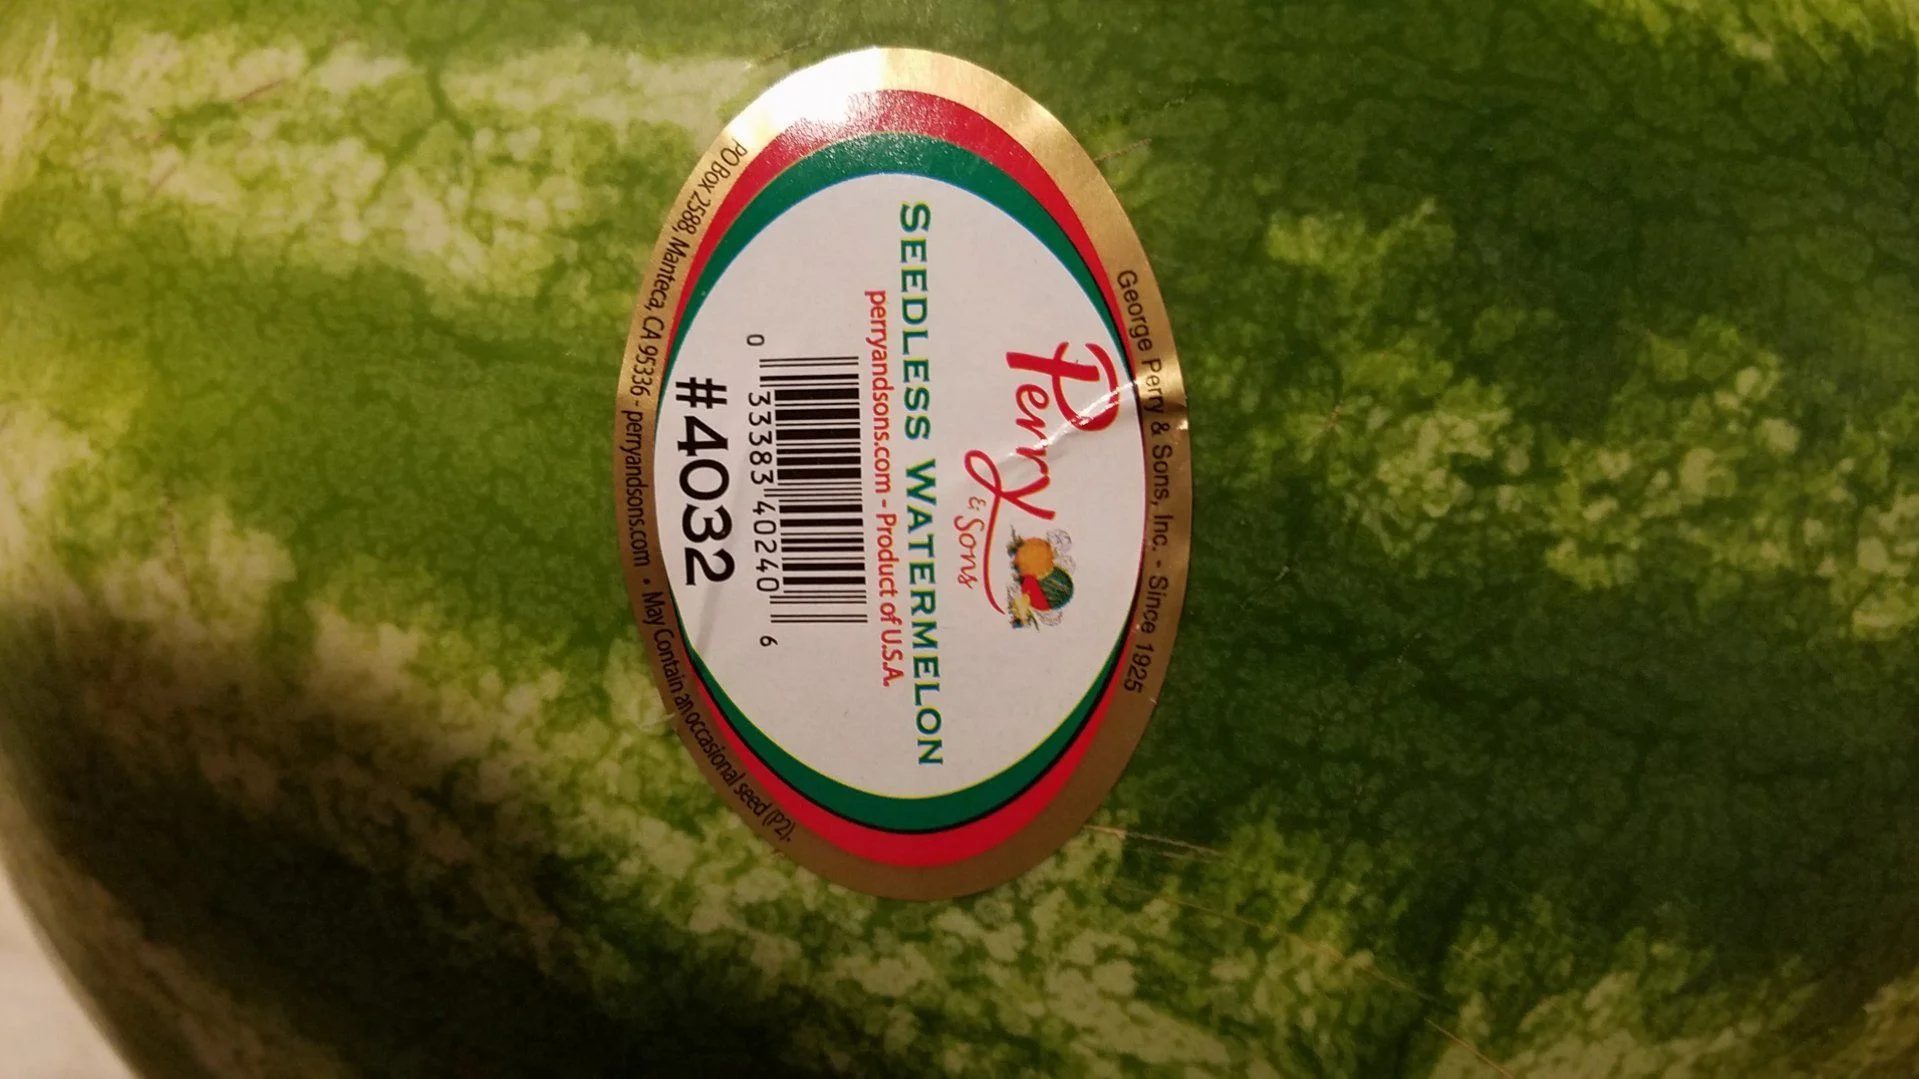 George Perry & Sons, Inc. - Since 1925
Perry
& Sons
SEEDLESS WATERMELON
perryandsons.com - Product of U.S.A.
0 33383 40240 6
#4032
PO Box 2588, Manteca, CA 95336 - perryandsons.com • May Contain an occasional seed (P2).